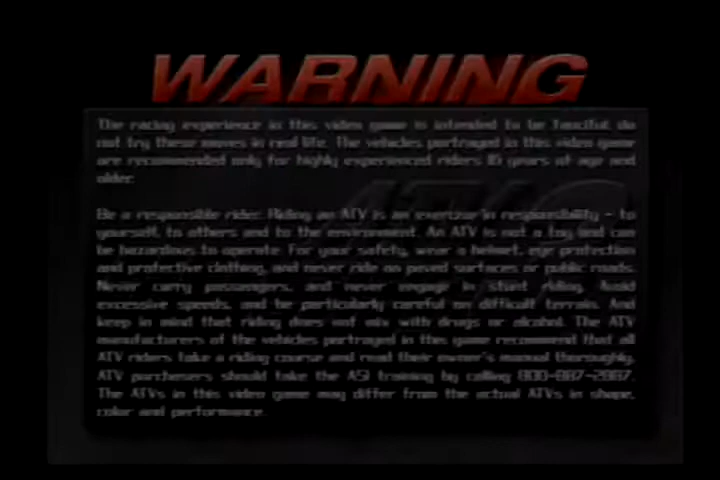 WARNING
The racing experience in this video game is intended to be fanciful, do
not try these moves in real life. The vehicles portrayed in this video game
are recommended only for highly experienced riders 16 years of age and
older.
Be a responsible rider. Riding an ATV is an exercise in responsibility - to
yourself, to others and to the environment. An ATV is not a toy and can
be hazardous to operate. For your safety, wear a helmet, eye protection
and protective clothing, and never ride on paved surfaces or public roads.
Never carry passengers, and never engage in stunt riding. Avoid
excessive speeds, and be particularly careful on difficult terrain. And
keep in mind that riding does not mix with drugs or alcohol. The ATV
manufacturers of the vehicles portrayed in this game recommend that all
ATV riders take a riding course and read their owner's manual thoroughly.
ATV purchasers should take the ASI training by calling 800-887-2887.
The ATVs in this video game may differ from the actual ATVs in shape,
color and performance.